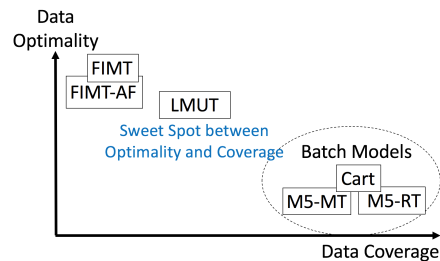 Data
Optimality
FIMT
FIMT-AF
LMUT
Sweet Spot between
Optimality and Coverage
Batch Models
Cart
M5-MT
M5-RT
Data Coverage